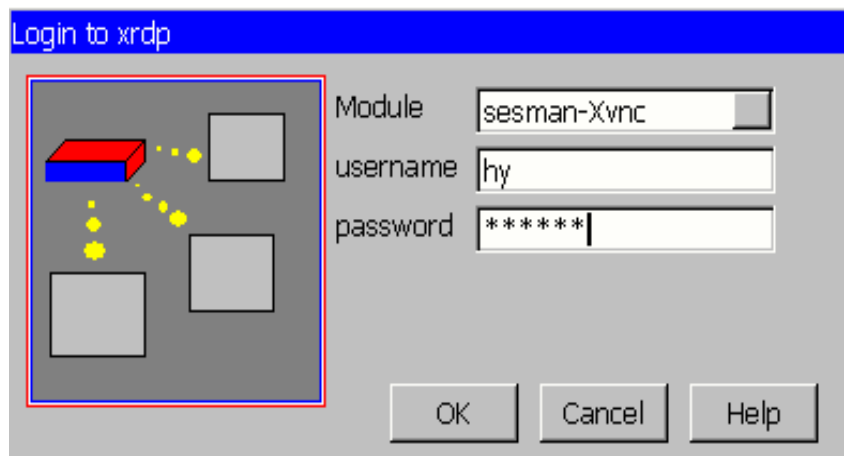 Login to xrdp
Module sesman-Xvnc
username hy
password ******
OK Cancel Help